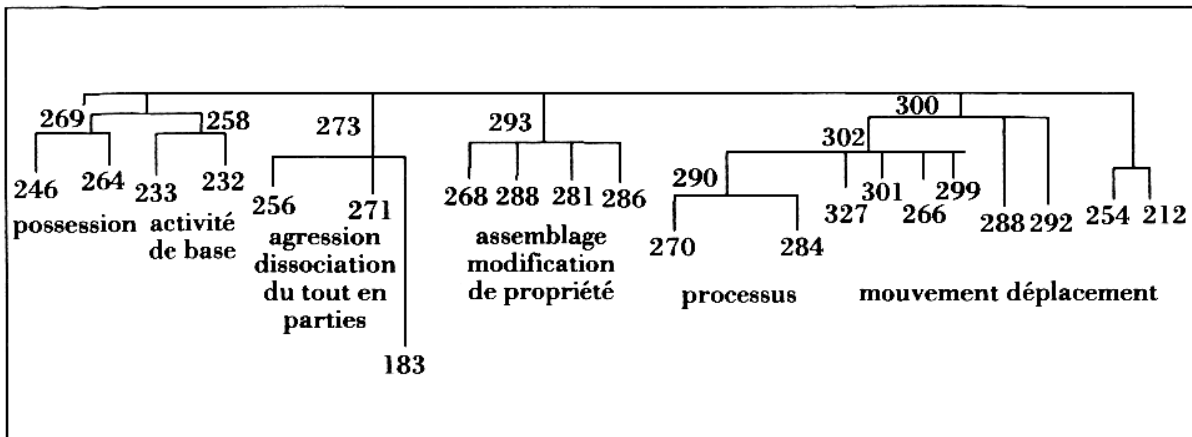 300
269
258
273
293
302
246
264
233
232
256
271
268
288
281
286
290
327
301
266
299
288
292
254
212
270
284
possession
activité
de base
agression
dissociation
du tout en
parties
assemblage
modification
de propriété
processus
mouvement déplacement
183